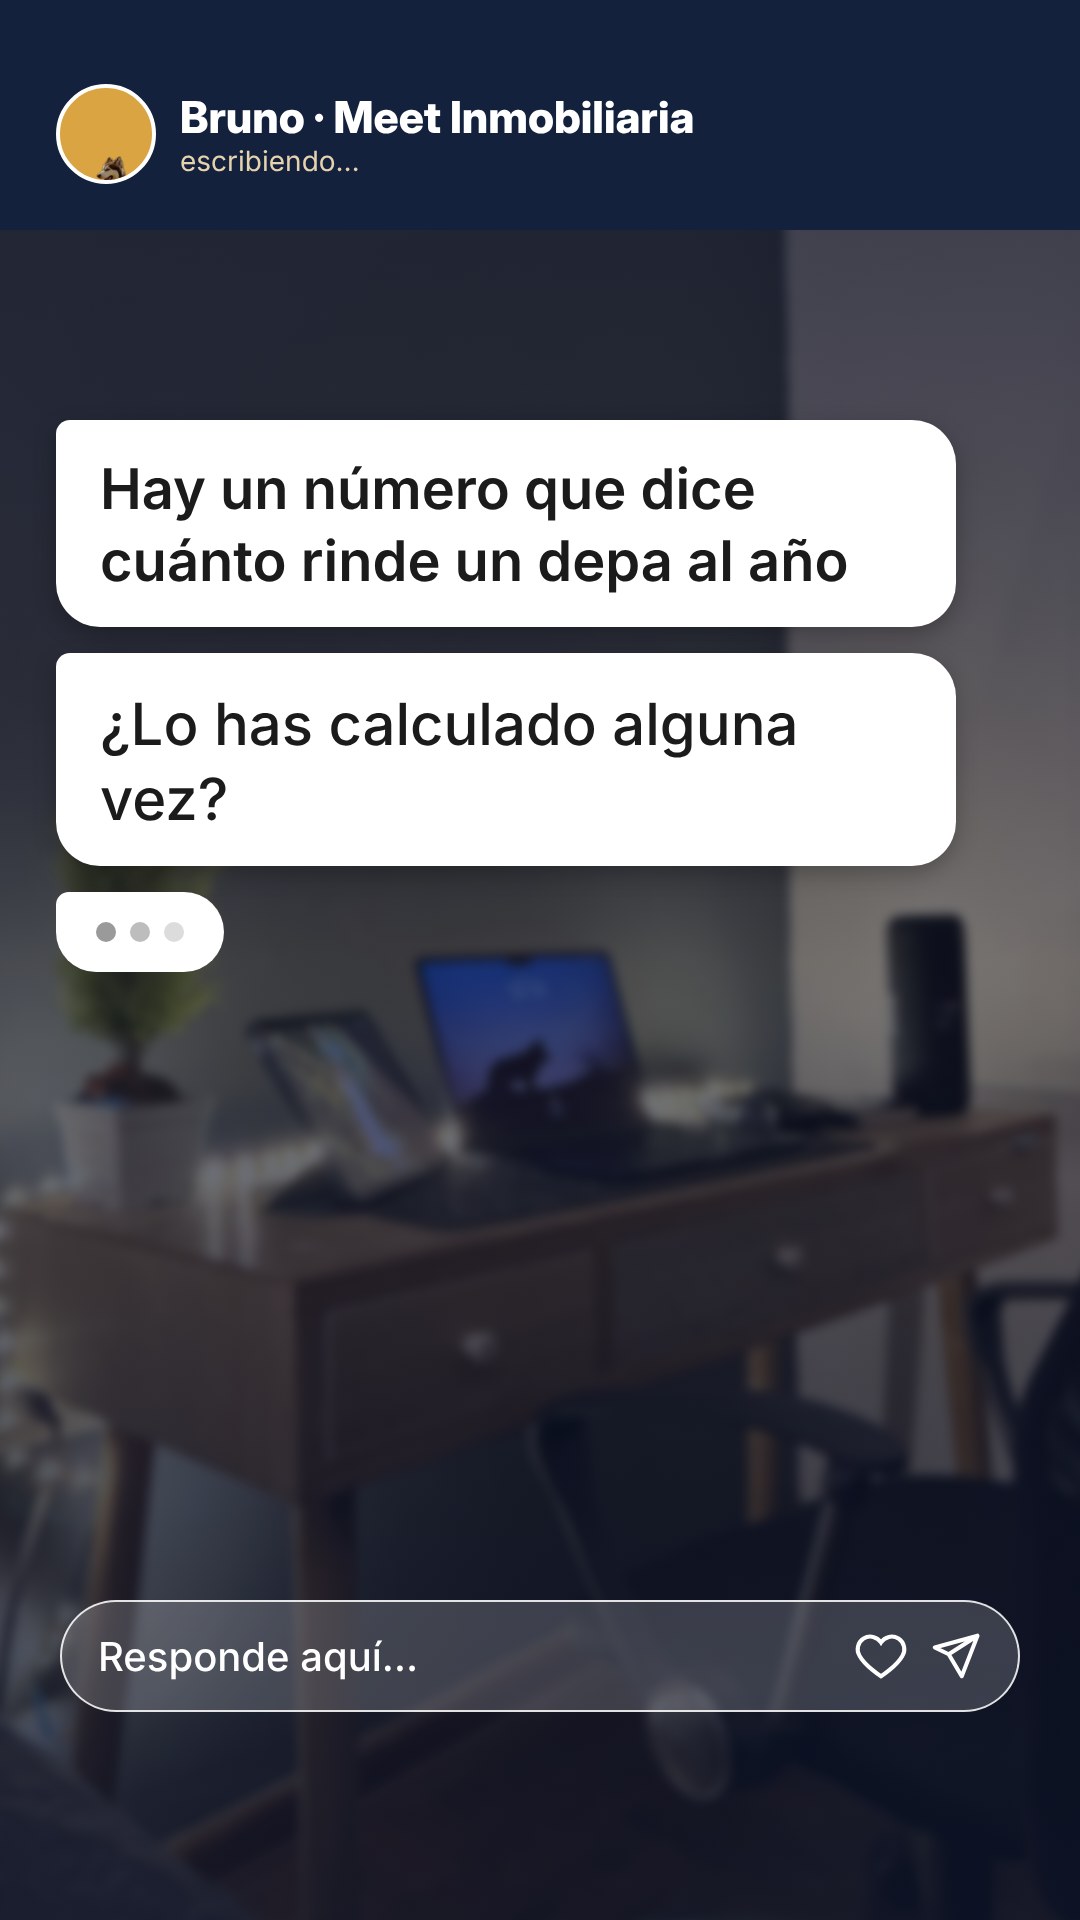 Bruno · Meet Inmobiliaria
escribiendo...
Hay un número que dice
cuánto rinde un depa al año
¿Lo has calculado alguna
vez?
Responde aquí...